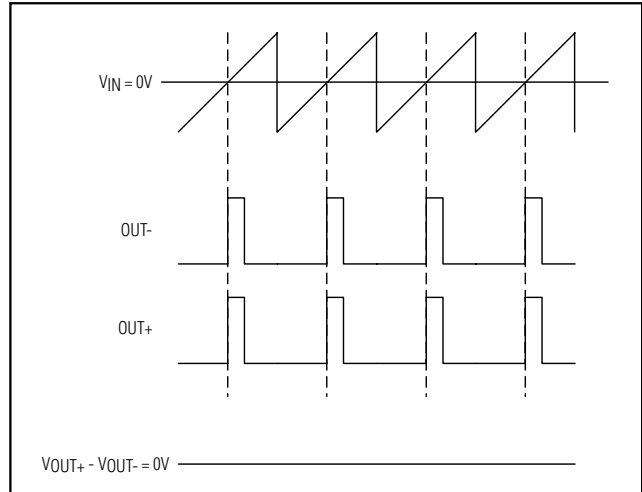 VIN = 0V
OUT-
OUT+
VOUT+ - VOUT- = 0V